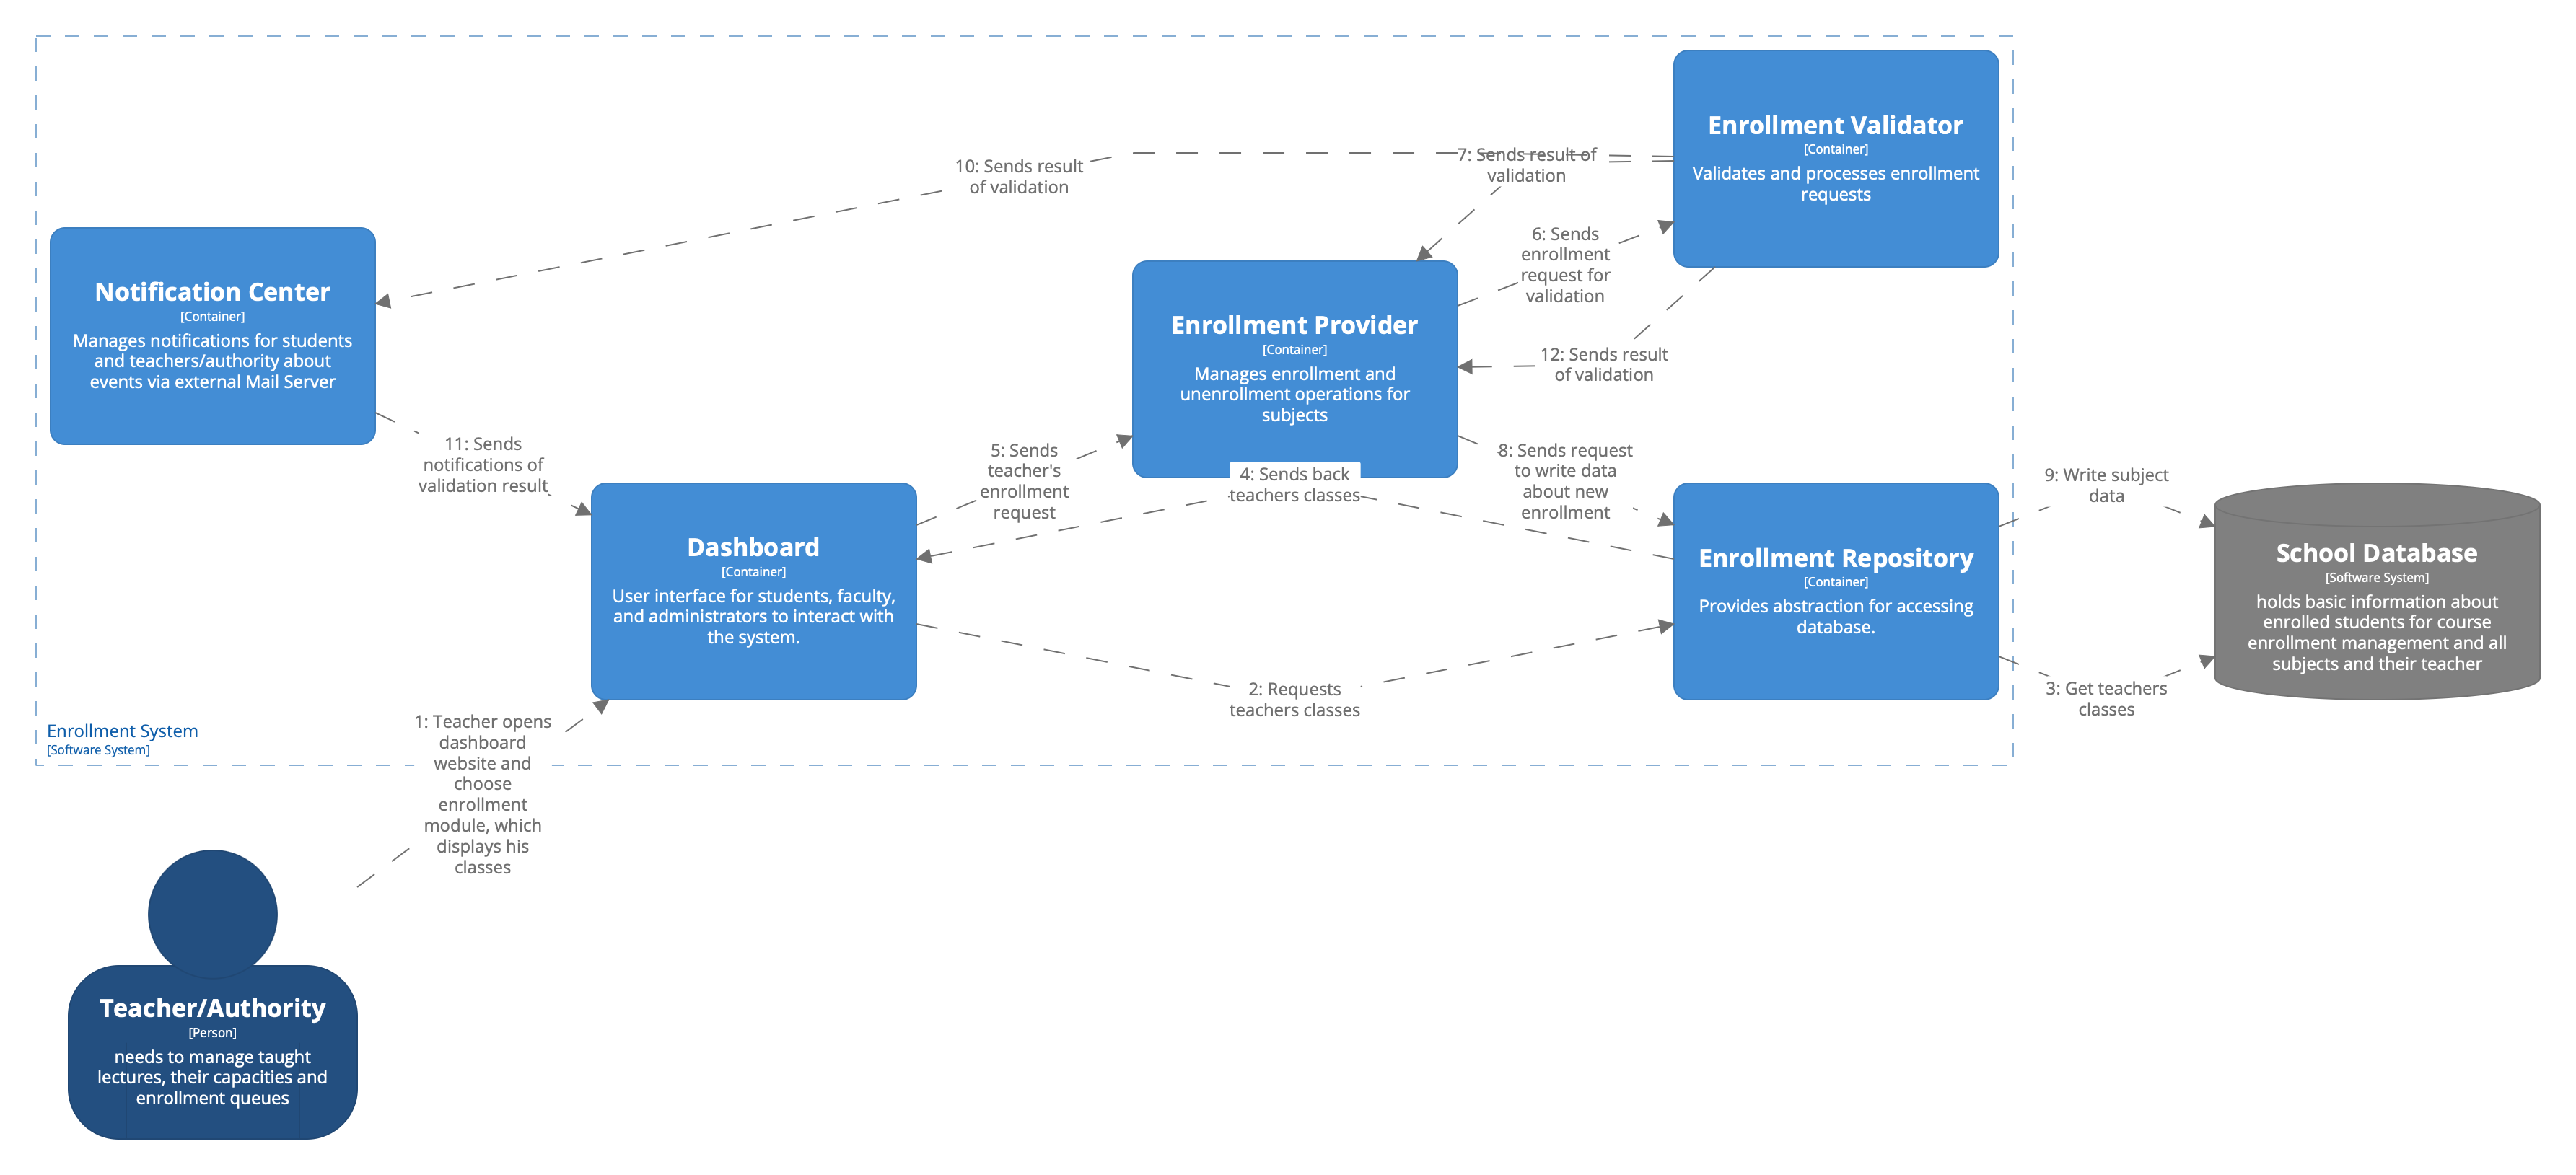 Enrollment Validator
[Container]
Validates and processes enrollment
requests
10: Sends result
of validation
7: Sends result of
validation
6: Sends
enrollment
request for
validation
Notification Center
[Container]
Manages notifications for students
and teachers/authority about
events via external Mail Server
Enrollment Provider
[Container]
Manages enrollment and
unenrollment operations for
subjects
12: Sends result
of validation
11: Sends
notifications of
validation result
5: Sends
teacher's
enrollment
request
4: Sends back
teachers classes
8: Sends request
to write data
about new
enrollment
9: Write subject
data
Dashboard
[Container]
User interface for students, faculty,
and administrators to interact with
the system.
Enrollment Repository
[Container]
Provides abstraction for accessing
database.
School Database
[Software System]
holds basic information about
enrolled students for course
enrollment management and all
subjects and their teacher
2: Requests
teachers classes
3: Get teachers
classes
Enrollment System
[Software System]
1: Teacher opens
dashboard
website and
choose
enrollment
module, which
displays his
classes
Teacher/Authority
[Person]
needs to manage taught
lectures, their capacities and
enrollment queues